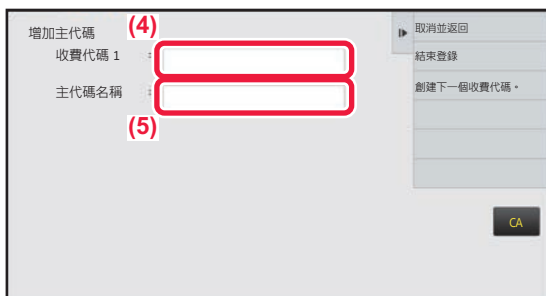 增加主代碼
(4)
收費代碼 1 :
主代碼名稱 :
(5)
取消並返回
結束登錄
創建下一個收費代碼。
CA